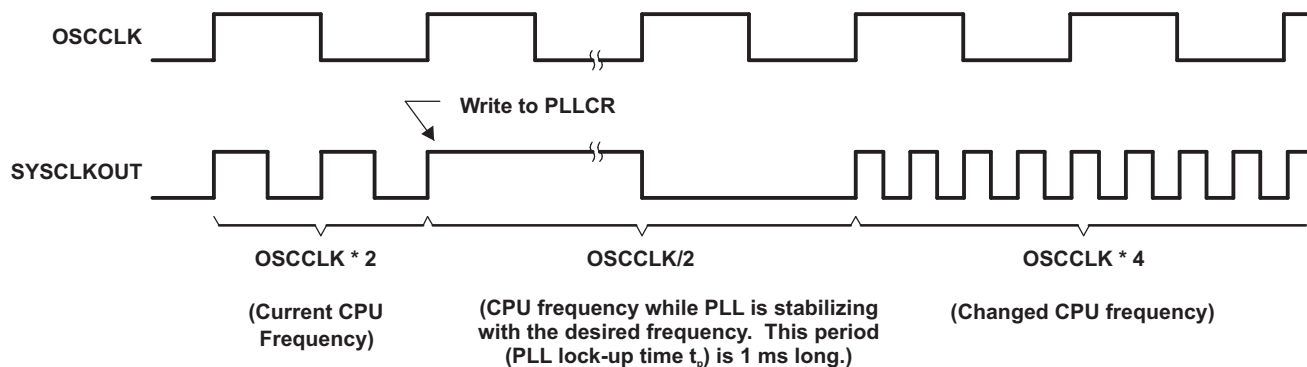 OSCCLK
Write to PLLCR
SYSCLKOUT
OSCCLK * 2
(Current CPU
Frequency)
OSCCLK/2
(CPU frequency while PLL is stabilizing
with the desired frequency. This period
(PLL lock-up time tp) is 1 ms long.)
OSCCLK * 4
(Changed CPU frequency)